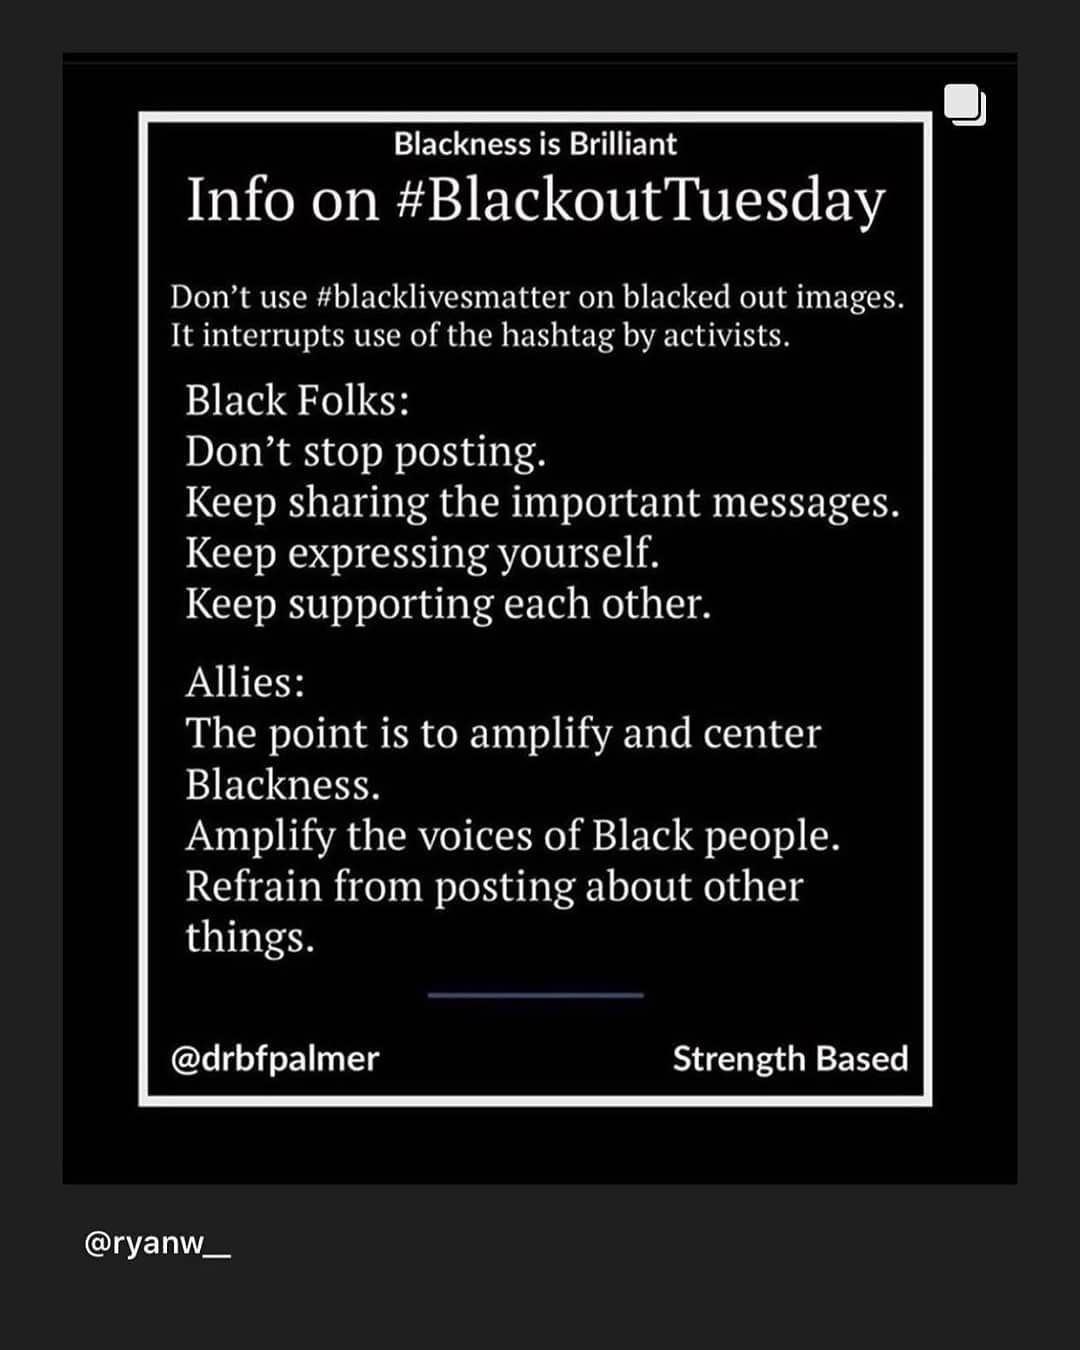 Blackness is Brilliant
Info on #BlackoutTuesday
Don’t use #blacklivesmatter on blacked out images.
It interrupts use of the hashtag by activists.
Black Folks:
Don’t stop posting.
Keep sharing the important messages.
Keep expressing yourself.
Keep supporting each other.
Allies:
The point is to amplify and center
Blackness.
Amplify the voices of Black people.
Refrain from posting about other
things.
@drbfpalmer
Strength Based
@ryanw__